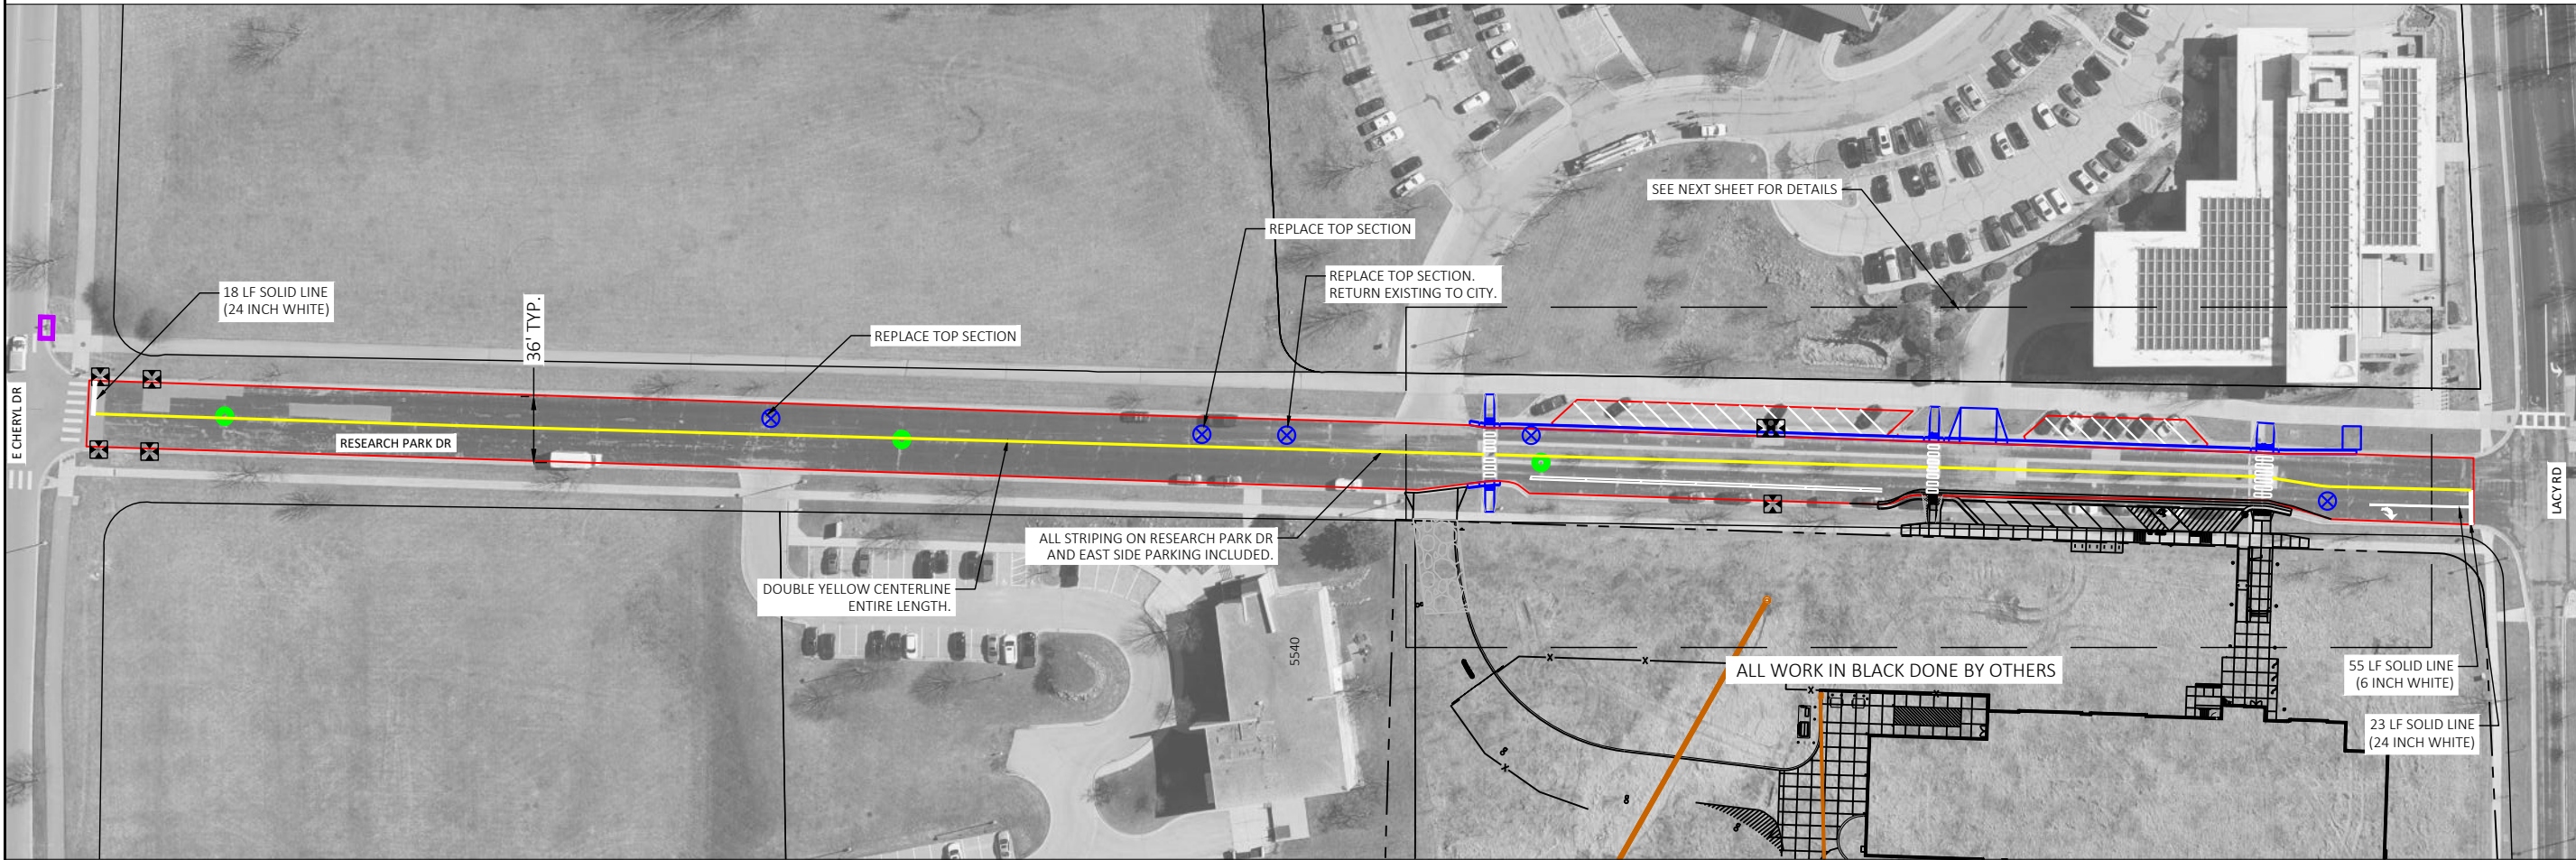 SEE NEXT SHEET FOR DETAILS
REPLACE TOP SECTION
REPLACE TOP SECTION.
RETURN EXISTING TO CITY.
18 LF SOLID LINE
(24 INCH WHITE)
36' TYP.
REPLACE TOP SECTION
E CHERYL DR
RESEARCH PARK DR
LACY RD
ALL STRIPING ON RESEARCH PARK DR
AND EAST SIDE PARKING INCLUDED.
DOUBLE YELLOW CENTERLINE
ENTIRE LENGTH.
5540
ALL WORK IN BLACK DONE BY OTHERS
55 LF SOLID LINE
(6 INCH WHITE)
23 LF SOLID LINE
(24 INCH WHITE)